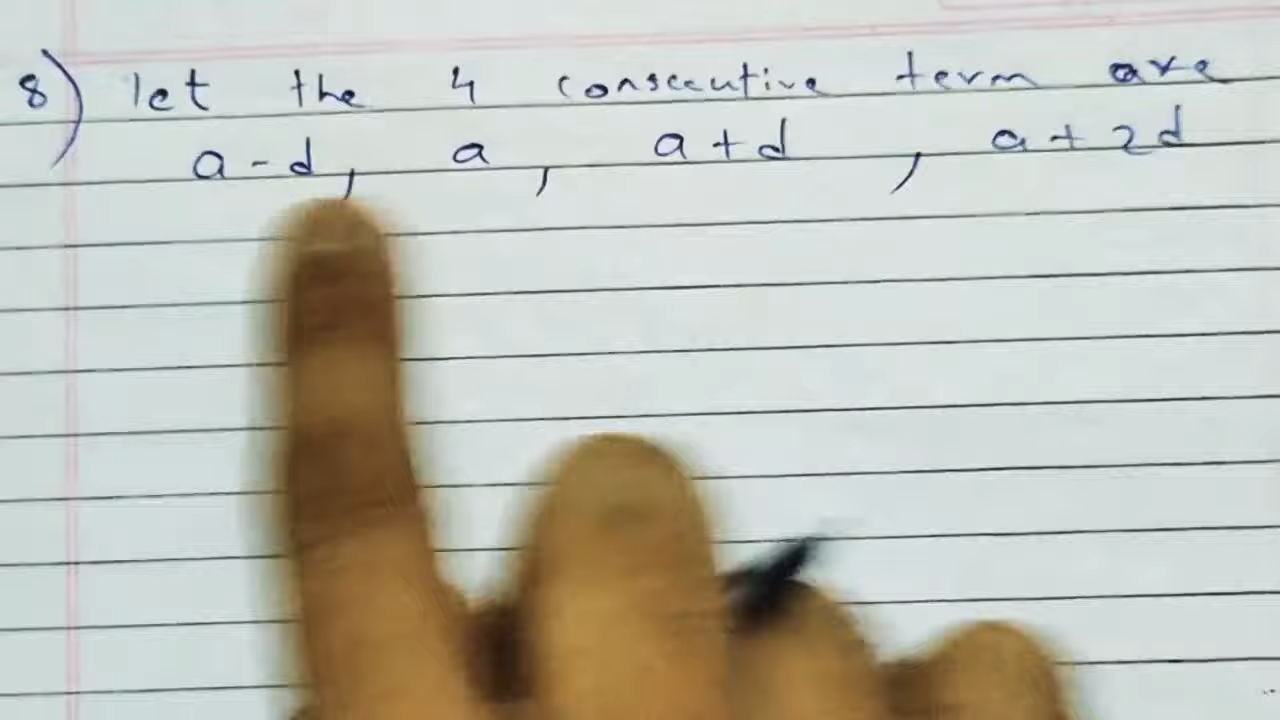 8) let the 4 consecutive term are
a - d, a, a + d, a + 2d